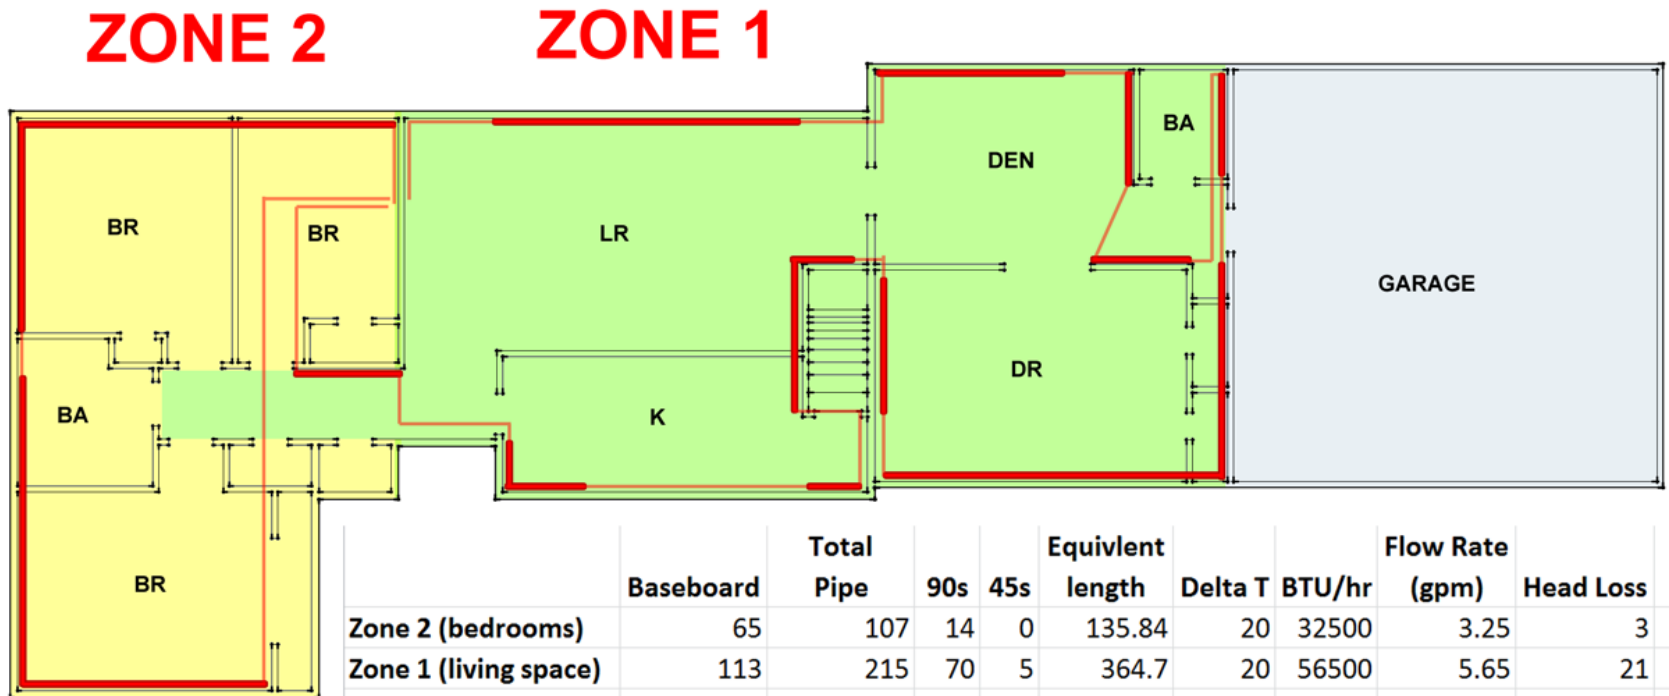 ZONE 2
ZONE 1
BA
DEN
BR
BR
LR
GARAGE
DR
BA
K
BR
Baseboard Total Pipe 90s 45s Equivlent length Delta T BTU/hr Flow Rate (gpm) Head Loss
Zone 2 (bedrooms) 65 107 14 0 135.84 20 32500 3.25 3
Zone 1 (living space) 113 215 70 5 364.7 20 56500 5.65 21